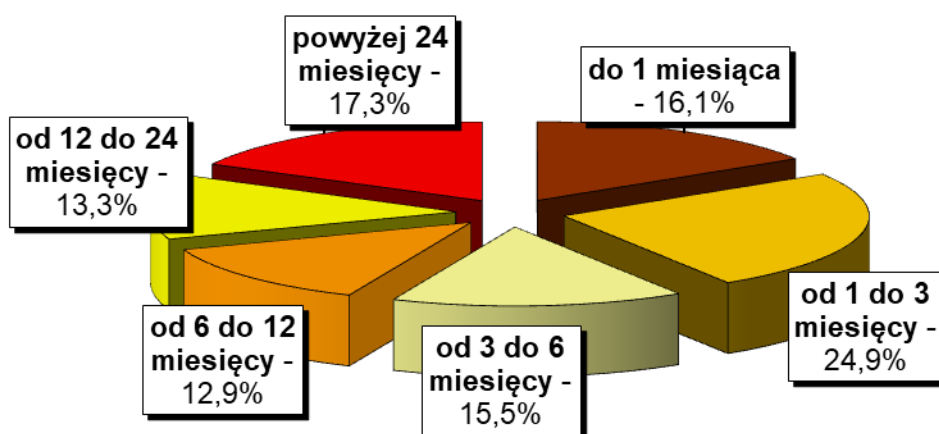 powyżej 24
miesięcy -
17,3%
do 1 miesiąca
- 16,1%
od 12 do 24
miesięcy -
13,3%
od 1 do 3
miesięcy -
24,9%
od 6 do 12
miesięcy -
12,9%
od 3 do 6
miesięcy -
15,5%